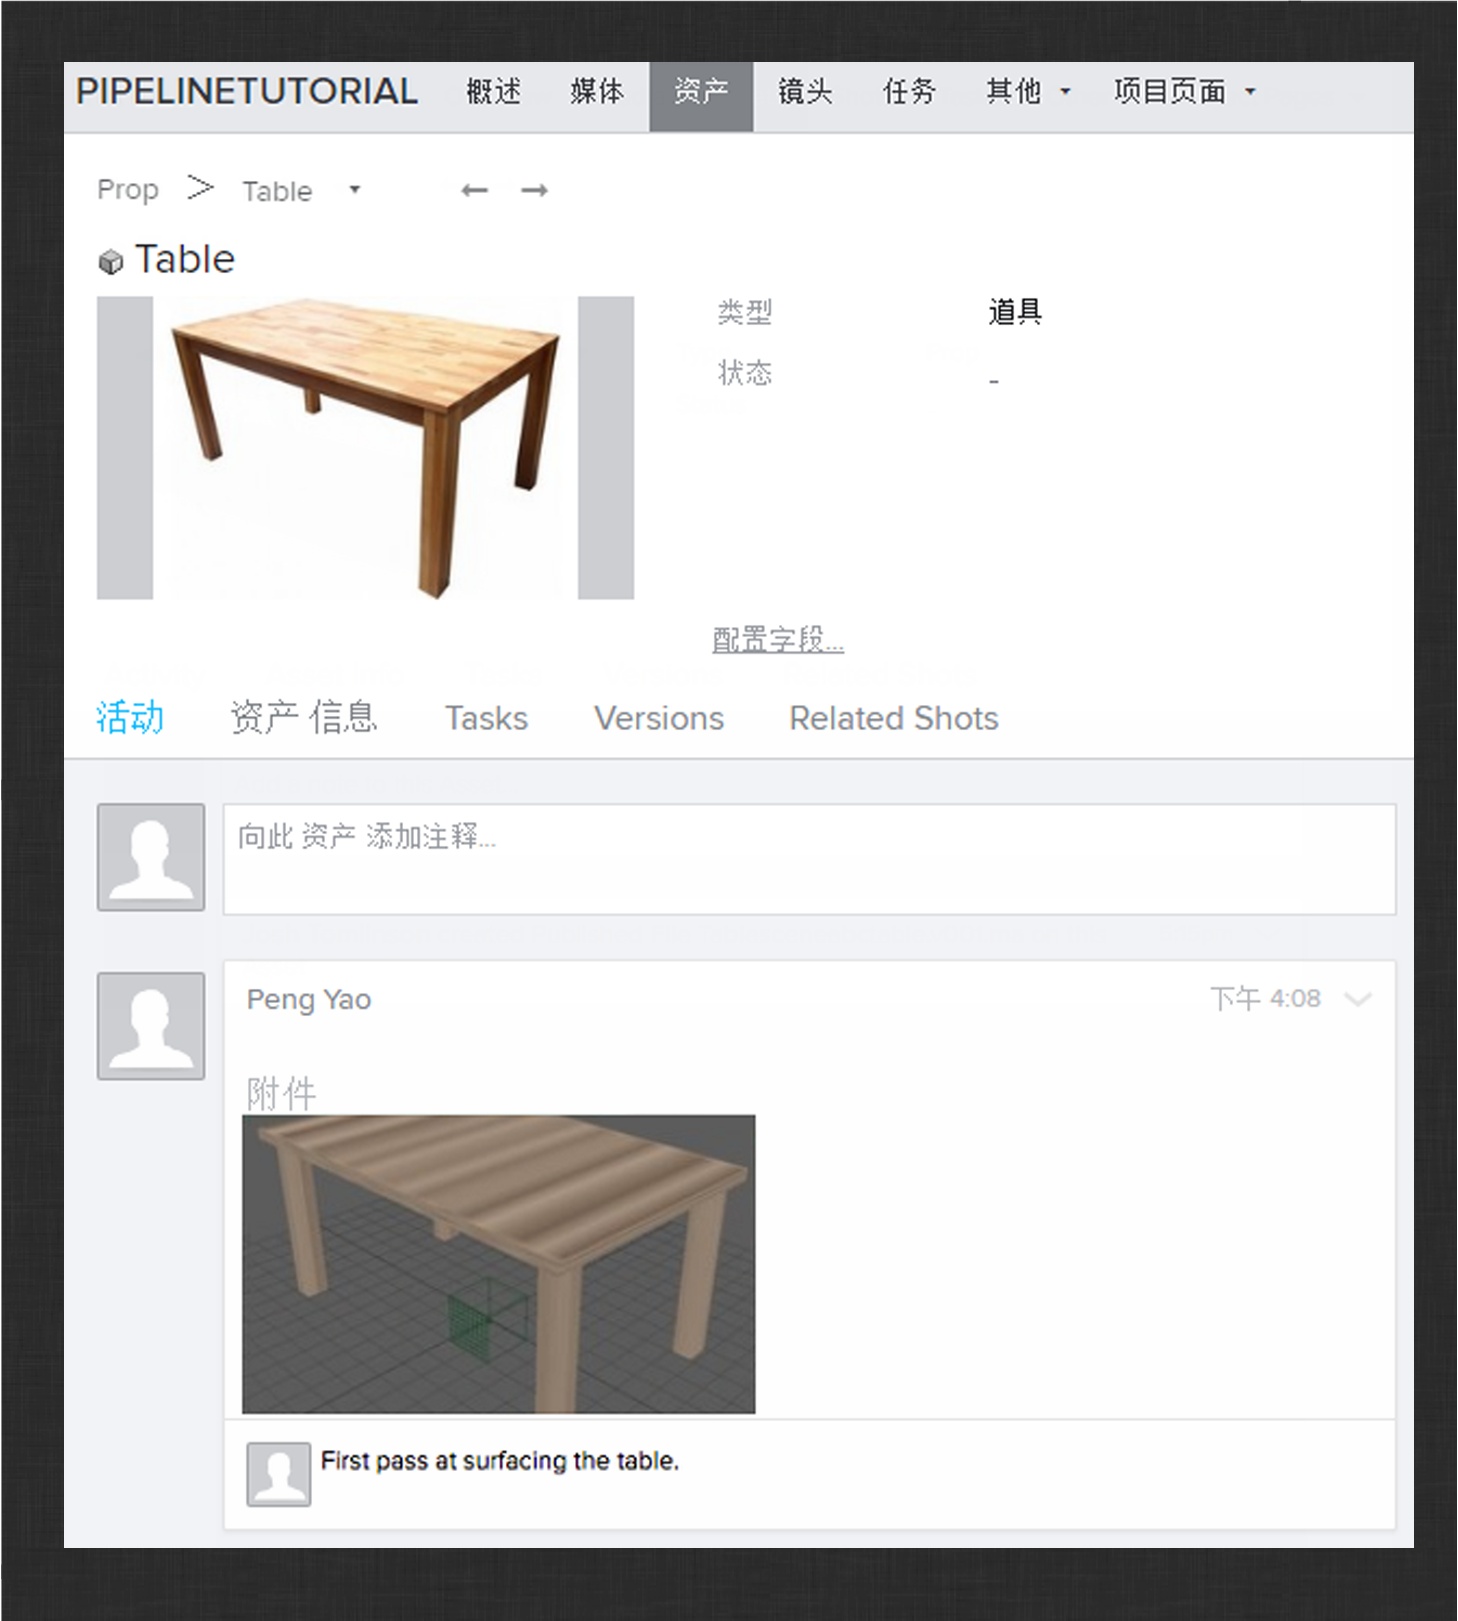 PIPELINETUTORIAL 概述 媒体 资产 镜头 任务 其他 项目页面
Prop > Table ← →
Table
类型 道具
状态 -
配置字段...
活动 资产 信息 Tasks Versions Related Shots
向此 资产 添加注释...
Peng Yao 下午 4:08
附件
First pass at surfacing the table.